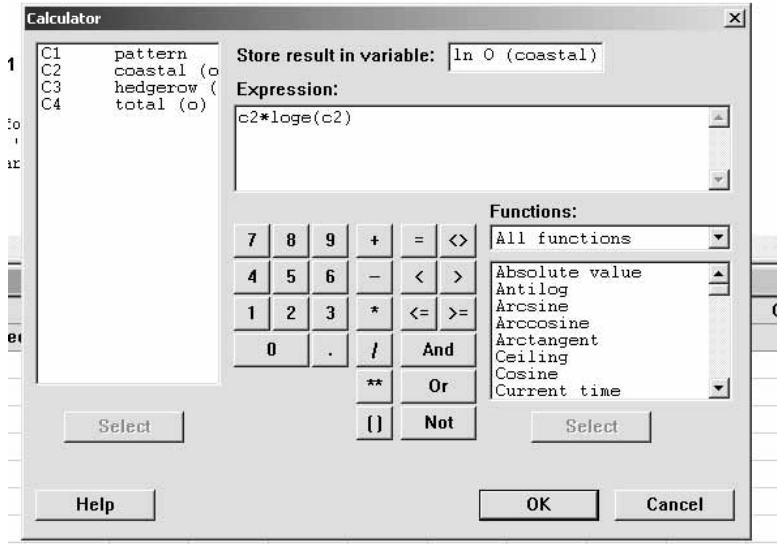 Calculator
C1 pattern
C2 coastal (o
C3 hedgerow (
C4 total (o)
Store result in variable: ln O (coastal)
Expression:
c2*loge(c2)
Functions:
All functions
7 8 9 + = <>
4 5 6 – < >
1 2 3 * <= >=
0 . / And
** Or
() Not
Absolute value
Antilog
Arcsine
Arccosine
Arctangent
Ceiling
Cosine
Current time
Select
Select
Help
OK
Cancel